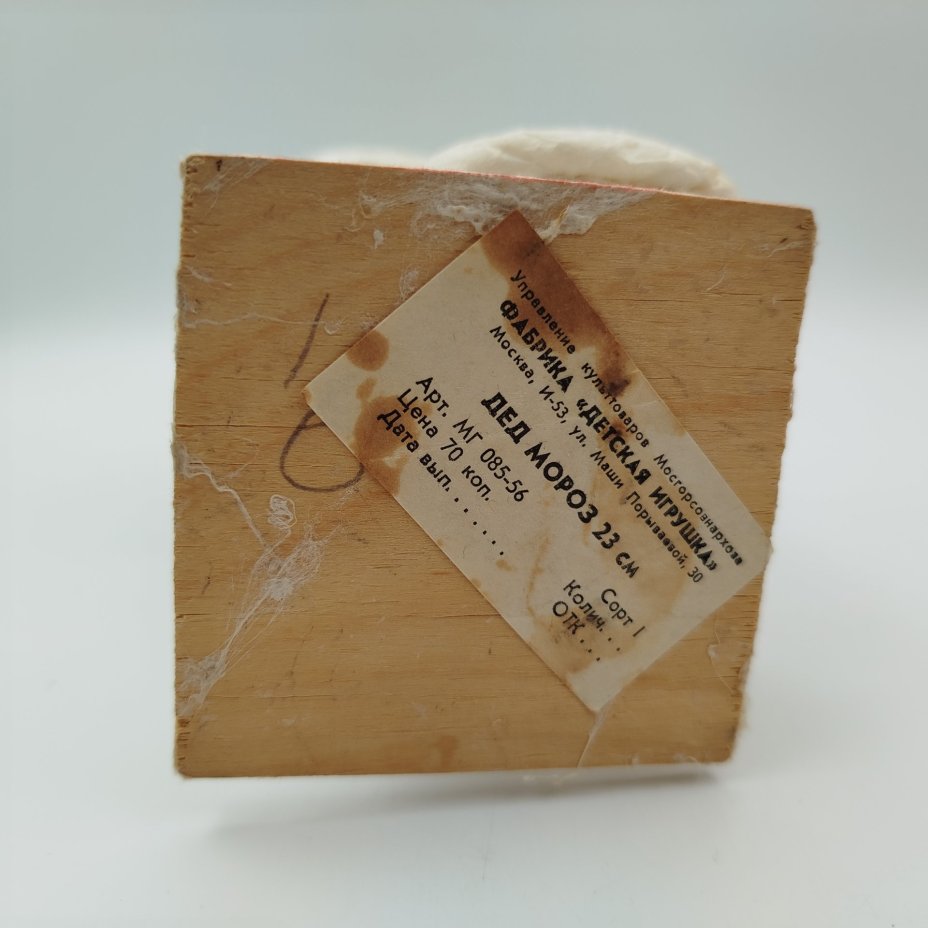 Управление культтоваров Мосгорсовнархоза
ФАБРИКА «ДЕТСКАЯ ИГРУШКА»
Москва, И-53, ул. Маши Порываевой, 30
ДЕД МОРОЗ 23 см
Арт. МГ 085-56
Цена 70 коп.
Дата вып. . . . . .
Сорт I
Колич. . .
ОТК . . .